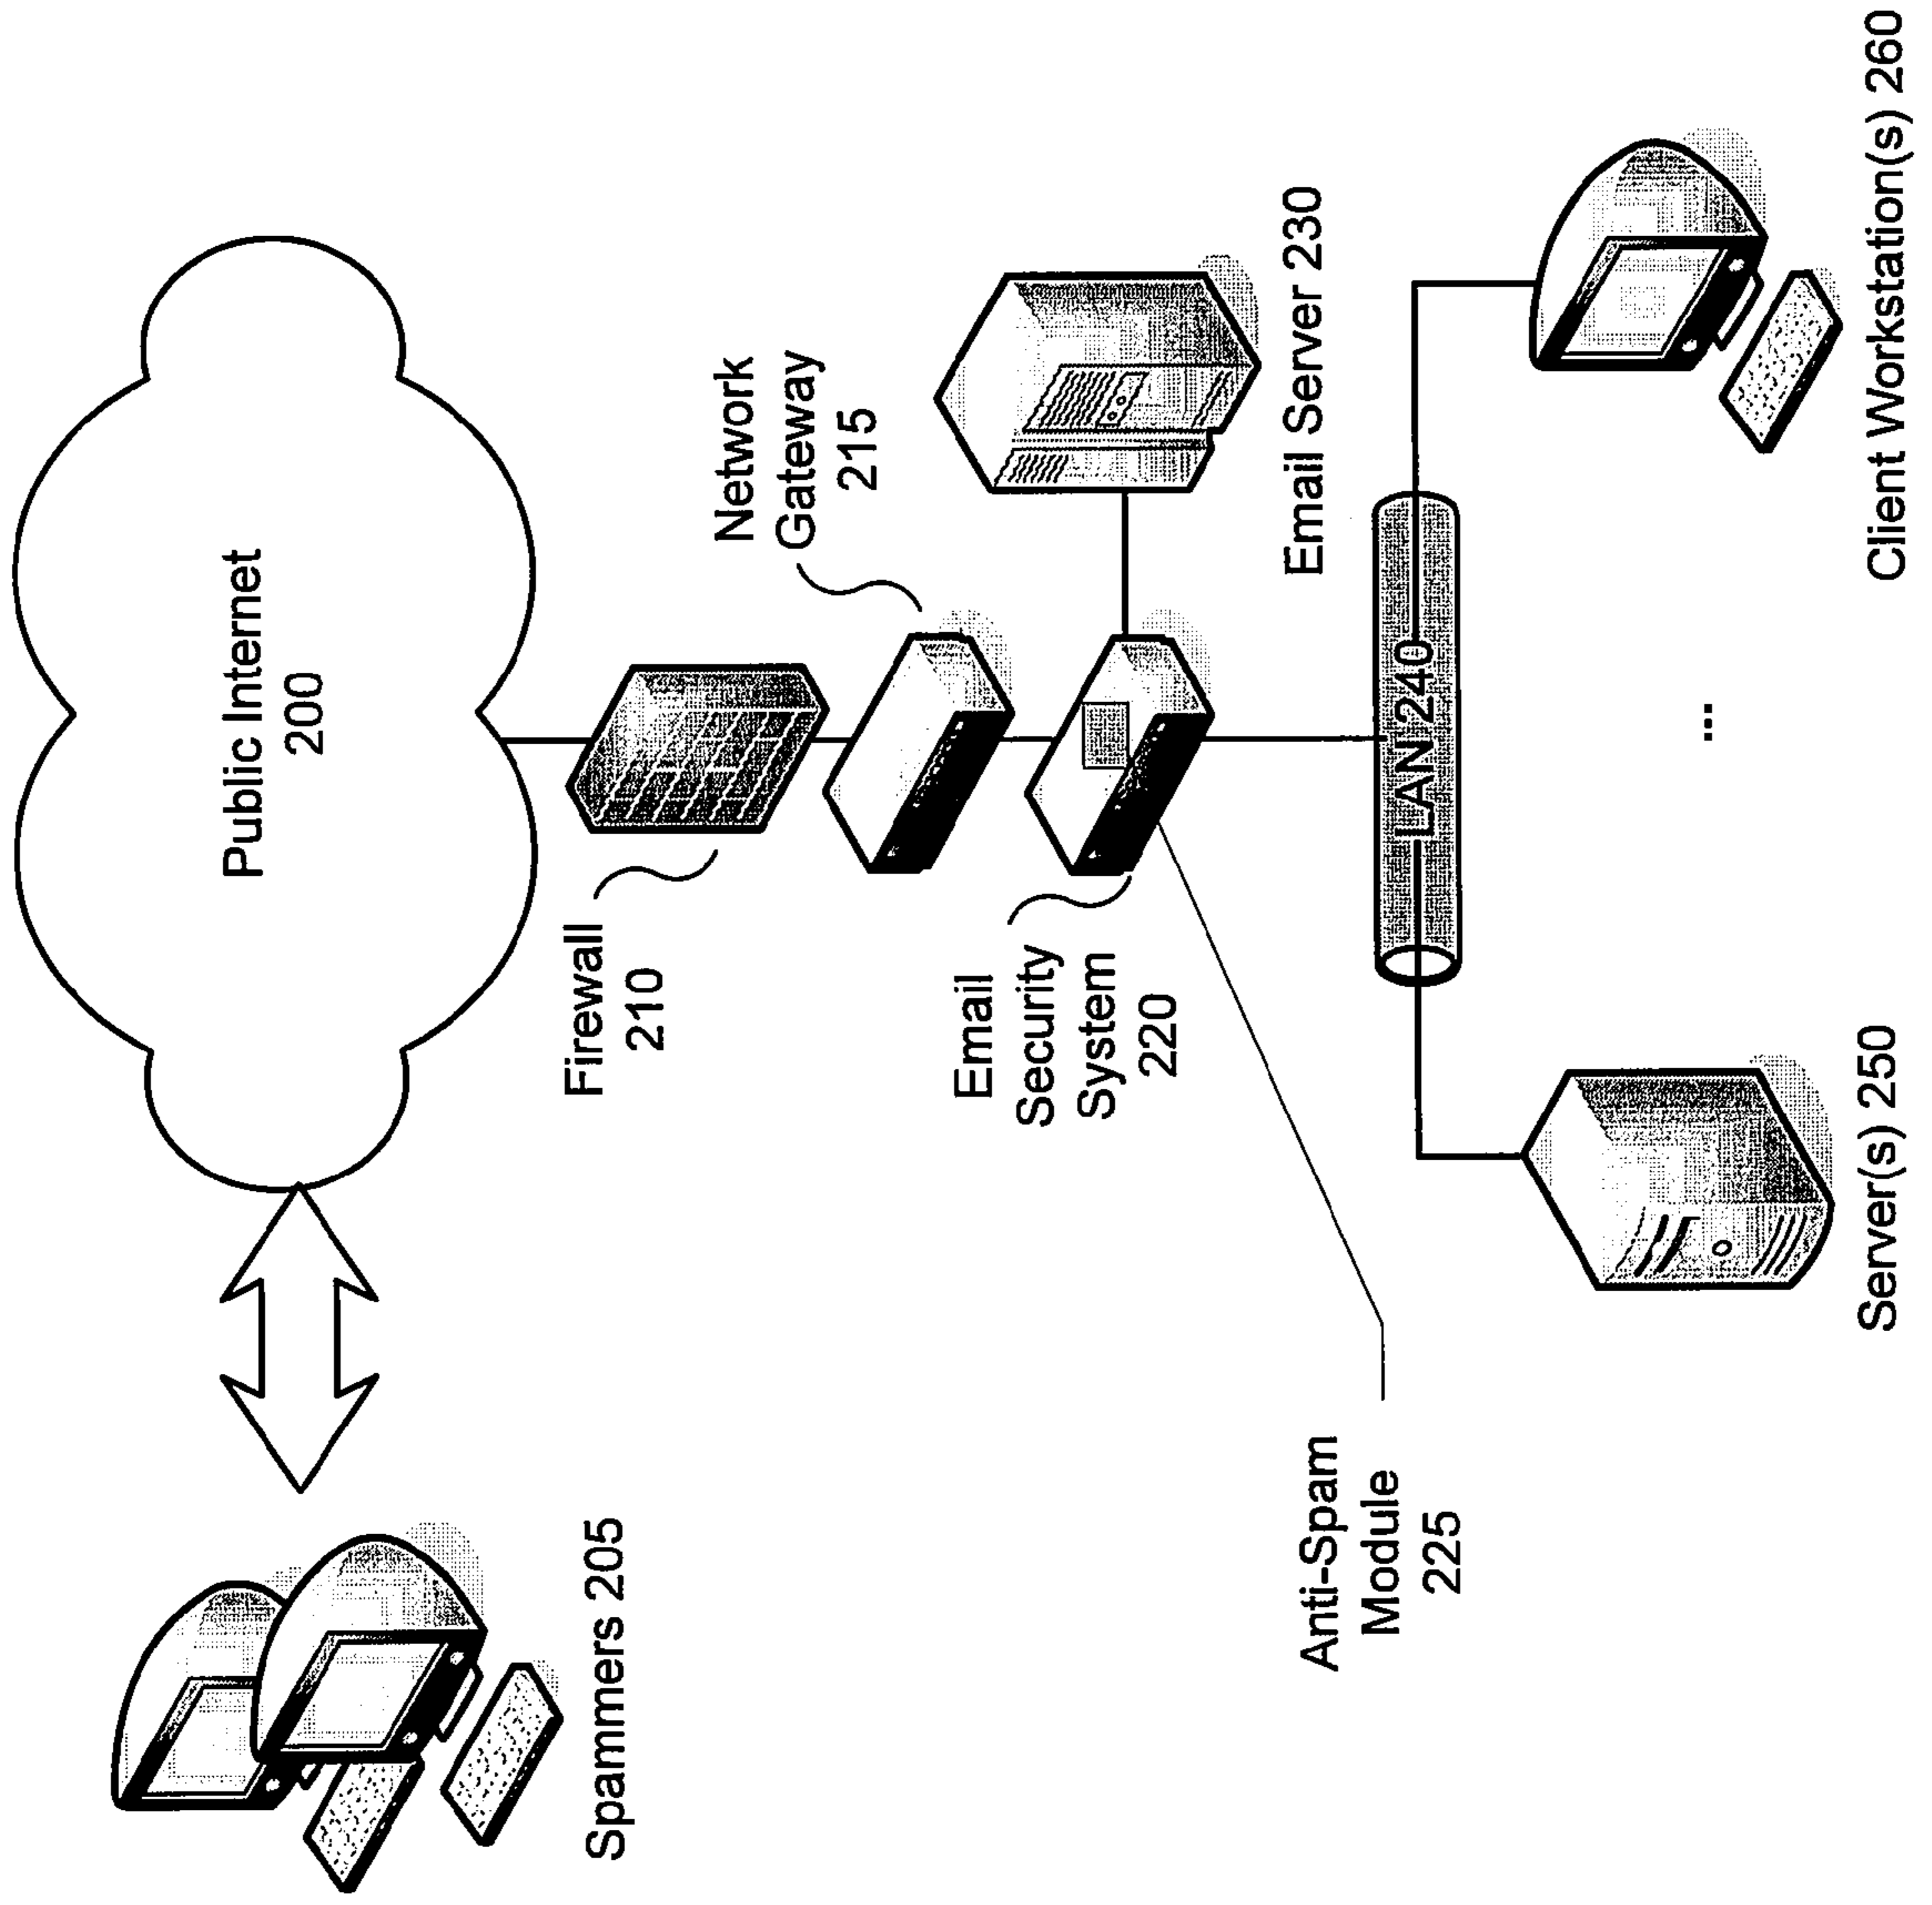 Public Internet
200
Spammers 205
Firewall
210
Network
Gateway
215
Email
Security
System
220
Email Server 230
Anti-Spam
Module
225
LAN 240
...
Server(s) 250
Client Workstation(s) 260